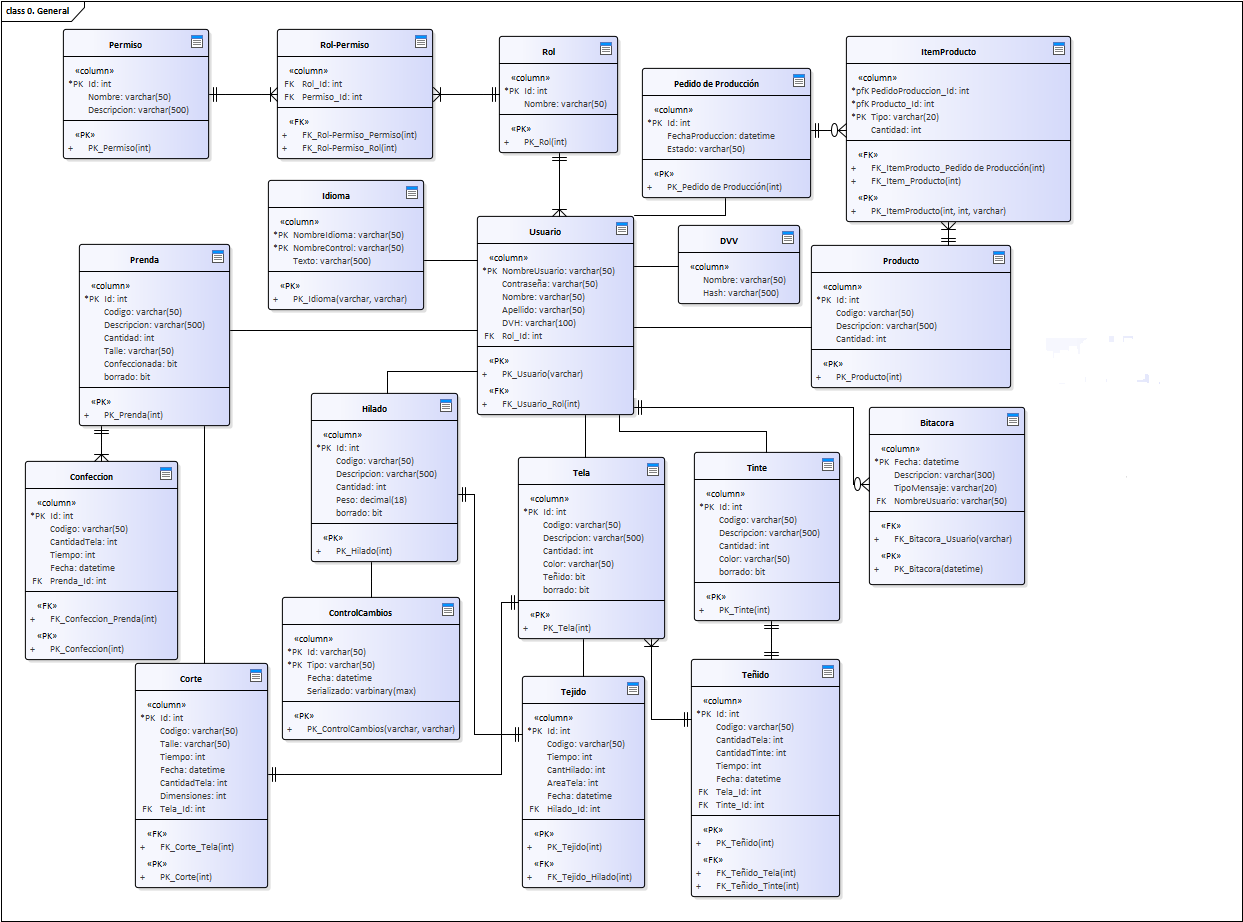 class 0. General
Permiso
«column»
*PK Id: int
Nombre: varchar(50)
Descripcion: varchar(500)
«PK»
+ PK_Permiso(int)
Rol-Permiso
«column»
FK Rol_Id: int
FK Permiso_Id: int
«FK»
+ FK_Rol-Permiso_Permiso(int)
+ FK_Rol-Permiso_Rol(int)
Rol
«column»
*PK Id: int
Nombre: varchar(50)
«PK»
+ PK_Rol(int)
Pedido de Producción
«column»
*PK Id: int
FechaProduccion: datetime
Estado: varchar(50)
«PK»
+ PK_Pedido de Producción(int)
ItemProducto
«column»
*pfK PedidoProduccion_Id: int
*pfK Producto_Id: int
*PK Tipo: varchar(20)
Cantidad: int
«FK»
+ FK_ItemProducto_Pedido de Producción(int)
+ FK_Item_Producto(int)
«PK»
+ PK_ItemProducto(int, int, varchar)
Idioma
«column»
*PK NombreIdioma: varchar(50)
*PK NombreControl: varchar(50)
Texto: varchar(500)
«PK»
+ PK_Idioma(varchar, varchar)
Usuario
«column»
*PK NombreUsuario: varchar(50)
Contraseña: varchar(50)
Nombre: varchar(50)
Apellido: varchar(50)
DVH: varchar(100)
FK Rol_Id: int
«PK»
+ PK_Usuario(varchar)
«FK»
+ FK_Usuario_Rol(int)
DVV
«column»
Nombre: varchar(50)
Hash: varchar(500)
Producto
«column»
*PK Id: int
Codigo: varchar(50)
Descripcion: varchar(500)
Cantidad: int
«PK»
+ PK_Producto(int)
Prenda
«column»
*PK Id: int
Codigo: varchar(50)
Descripcion: varchar(500)
Cantidad: int
Talle: varchar(50)
Confeccionada: bit
borrado: bit
«PK»
+ PK_Prenda(int)
Hilado
«column»
*PK Id: int
Codigo: varchar(50)
Descripcion: varchar(500)
Cantidad: int
Peso: decimal(18)
borrado: bit
«PK»
+ PK_Hilado(int)
Bitacora
«column»
*PK Fecha: datetime
Descripcion: varchar(300)
TipoMensaje: varchar(20)
FK NombreUsuario: varchar(50)
«FK»
+ FK_Bitacora_Usuario(varchar)
«PK»
+ PK_Bitacora(datetime)
Confeccion
«column»
*PK Id: int
Codigo: varchar(50)
CantidadTela: int
Tiempo: int
Fecha: datetime
FK Prenda_Id: int
«FK»
+ FK_Confeccion_Prenda(int)
«PK»
+ PK_Confeccion(int)
Tela
«column»
*PK Id: int
Codigo: varchar(50)
Descripcion: varchar(500)
Cantidad: int
Color: varchar(50)
Teñido: bit
borrado: bit
«PK»
+ PK_Tela(int)
Tinte
«column»
*PK Id: int
Codigo: varchar(50)
Descripcion: varchar(500)
Cantidad: int
Color: varchar(50)
borrado: bit
«PK»
+ PK_Tinte(int)
ControlCambios
«column»
*PK Id: varchar(50)
*PK Tipo: varchar(50)
Fecha: datetime
Serializado: varbinary(max)
«PK»
+ PK_ControlCambios(varchar, varchar)
Corte
«column»
*PK Id: int
Codigo: varchar(50)
Talle: varchar(50)
Tiempo: int
Fecha: datetime
CantidadTela: int
Dimensiones: int
FK Tela_Id: int
«FK»
+ FK_Corte_Tela(int)
«PK»
+ PK_Corte(int)
Tejido
«column»
*PK Id: int
Codigo: varchar(50)
Tiempo: int
CantHilado: int
AreaTela: int
Fecha: datetime
FK Hilado_Id: int
«PK»
+ PK_Tejido(int)
«FK»
+ FK_Tejido_Hilado(int)
Teñido
«column»
*PK Id: int
Codigo: varchar(50)
CantidadTela: int
CantidadTinte: int
Tiempo: int
Fecha: datetime
FK Tela_Id: int
FK Tinte_Id: int
«PK»
+ PK_Teñido(int)
«FK»
+ FK_Teñido_Tela(int)
+ FK_Teñido_Tinte(int)